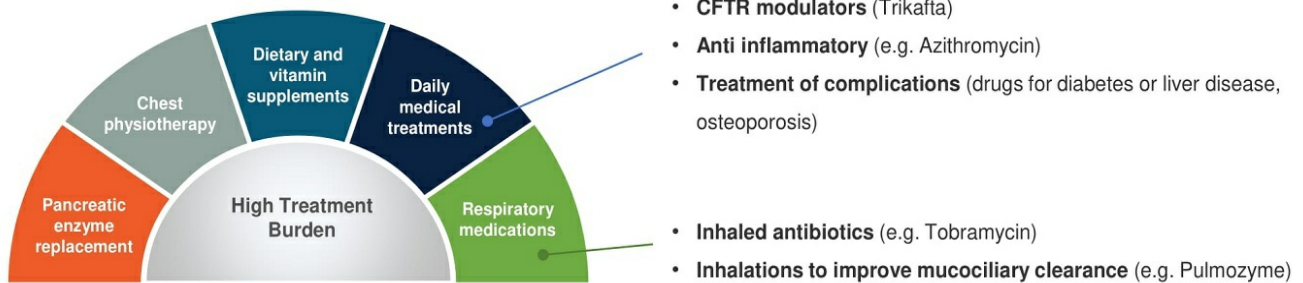 Pancreatic
enzyme
replacement
Chest
physiotherapy
Dietary and
vitamin
supplements
Daily
medical
treatments
Respiratory
medications
High Treatment
Burden
• CFTR modulators (Trikafta)
• Anti inflammatory (e.g. Azithromycin)
• Treatment of complications (drugs for diabetes or liver disease,
osteoporosis)
• Inhaled antibiotics (e.g. Tobramycin)
• Inhalations to improve mucociliary clearance (e.g. Pulmozyme)